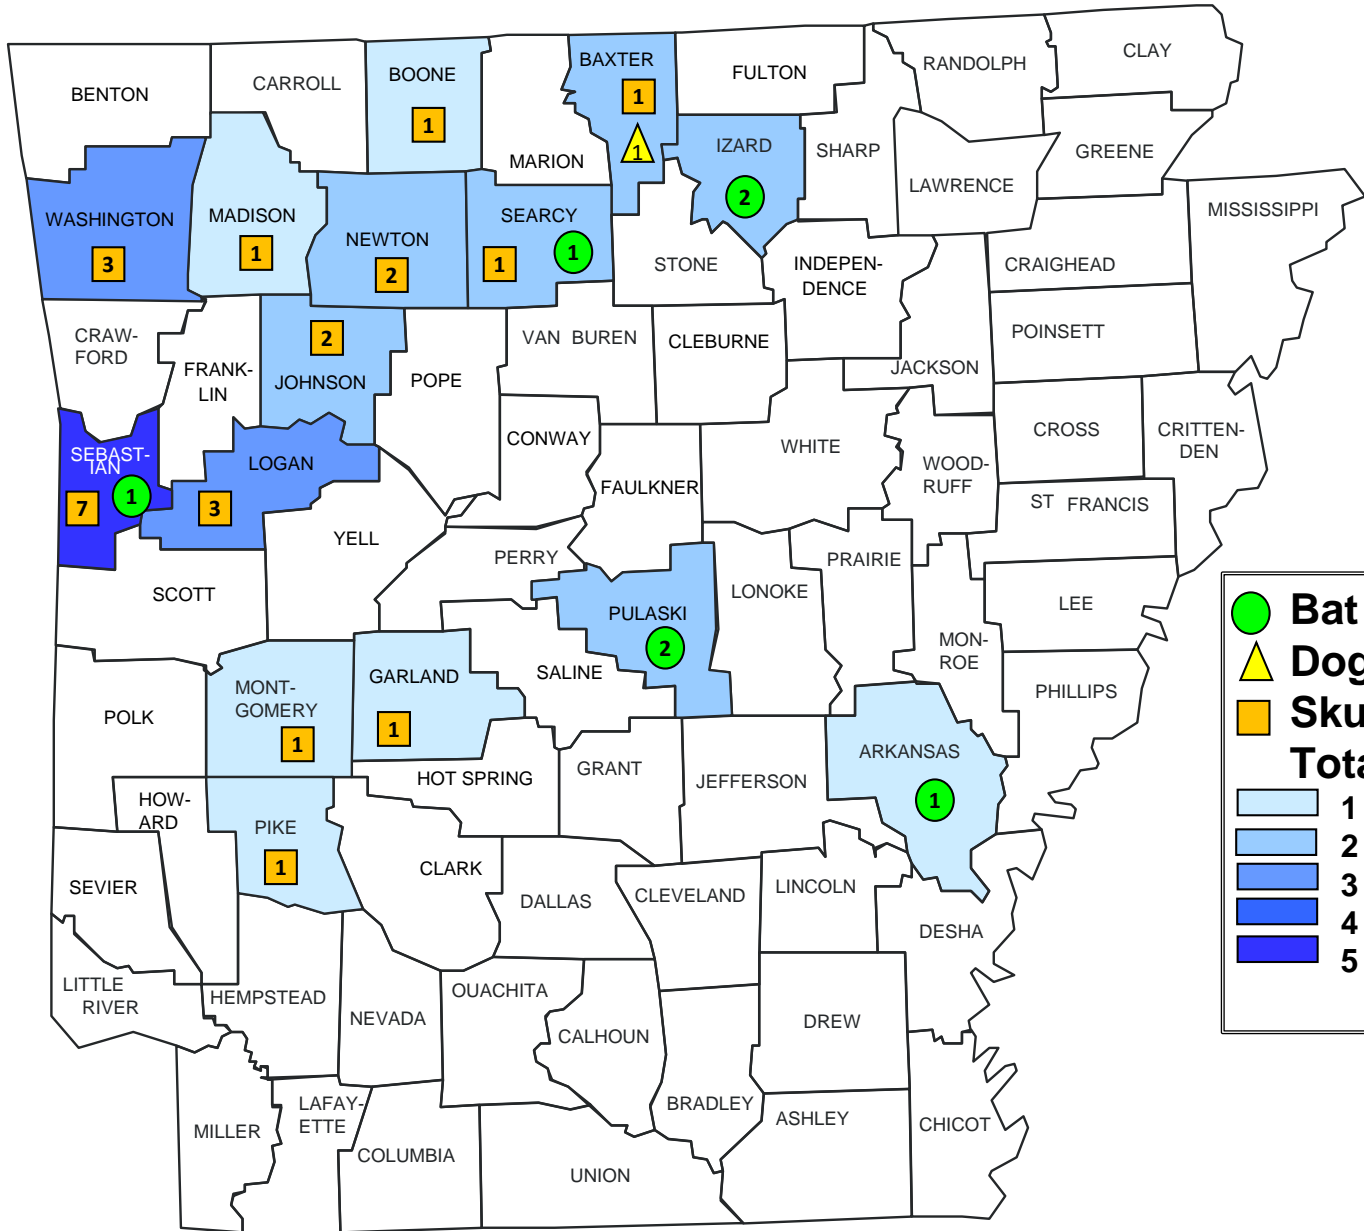 CLAY
RANDOLPH
FULTON
BAXTER
BOONE
CARROLL
BENTON
1
1
1
IZARD
SHARP
GREENE
MARION
LAWRENCE
2
MISSISSIPPI
WASHINGTON
MADISON
NEWTON
SEARCY
3
1
2
1
1
STONE
INDEPEN-
DENCE
CRAIGHEAD
CRAW-
FORD
FRANK-
LIN
2
JOHNSON
POPE
VAN BUREN
CLEBURNE
JACKSON
POINSETT
SEBAST-
IAN
7
1
LOGAN
3
CONWAY
WHITE
CROSS
CRITTEN-
DEN
FAULKNER
WOOD-
RUFF
ST FRANCIS
YELL
PERRY
PRAIRIE
SCOTT
PULASKI
2
LONOKE
LEE
MON-
ROE
SALINE
GARLAND
1
MONT-
GOMERY
1
POLK
PHILLIPS
HOT SPRING
GRANT
JEFFERSON
ARKANSAS
1
HOW-
ARD
PIKE
1
CLARK
SEVIER
DALLAS
CLEVELAND
LINCOLN
DESHA
LITTLE
RIVER
HEMPSTEAD
NEVADA
OUACHITA
CALHOUN
DREW
MILLER
LAFAY-
ETTE
COLUMBIA
UNION
BRADLEY
ASHLEY
CHICOT
Bat
Dog
Sku
Tota
1
2
3
4
5